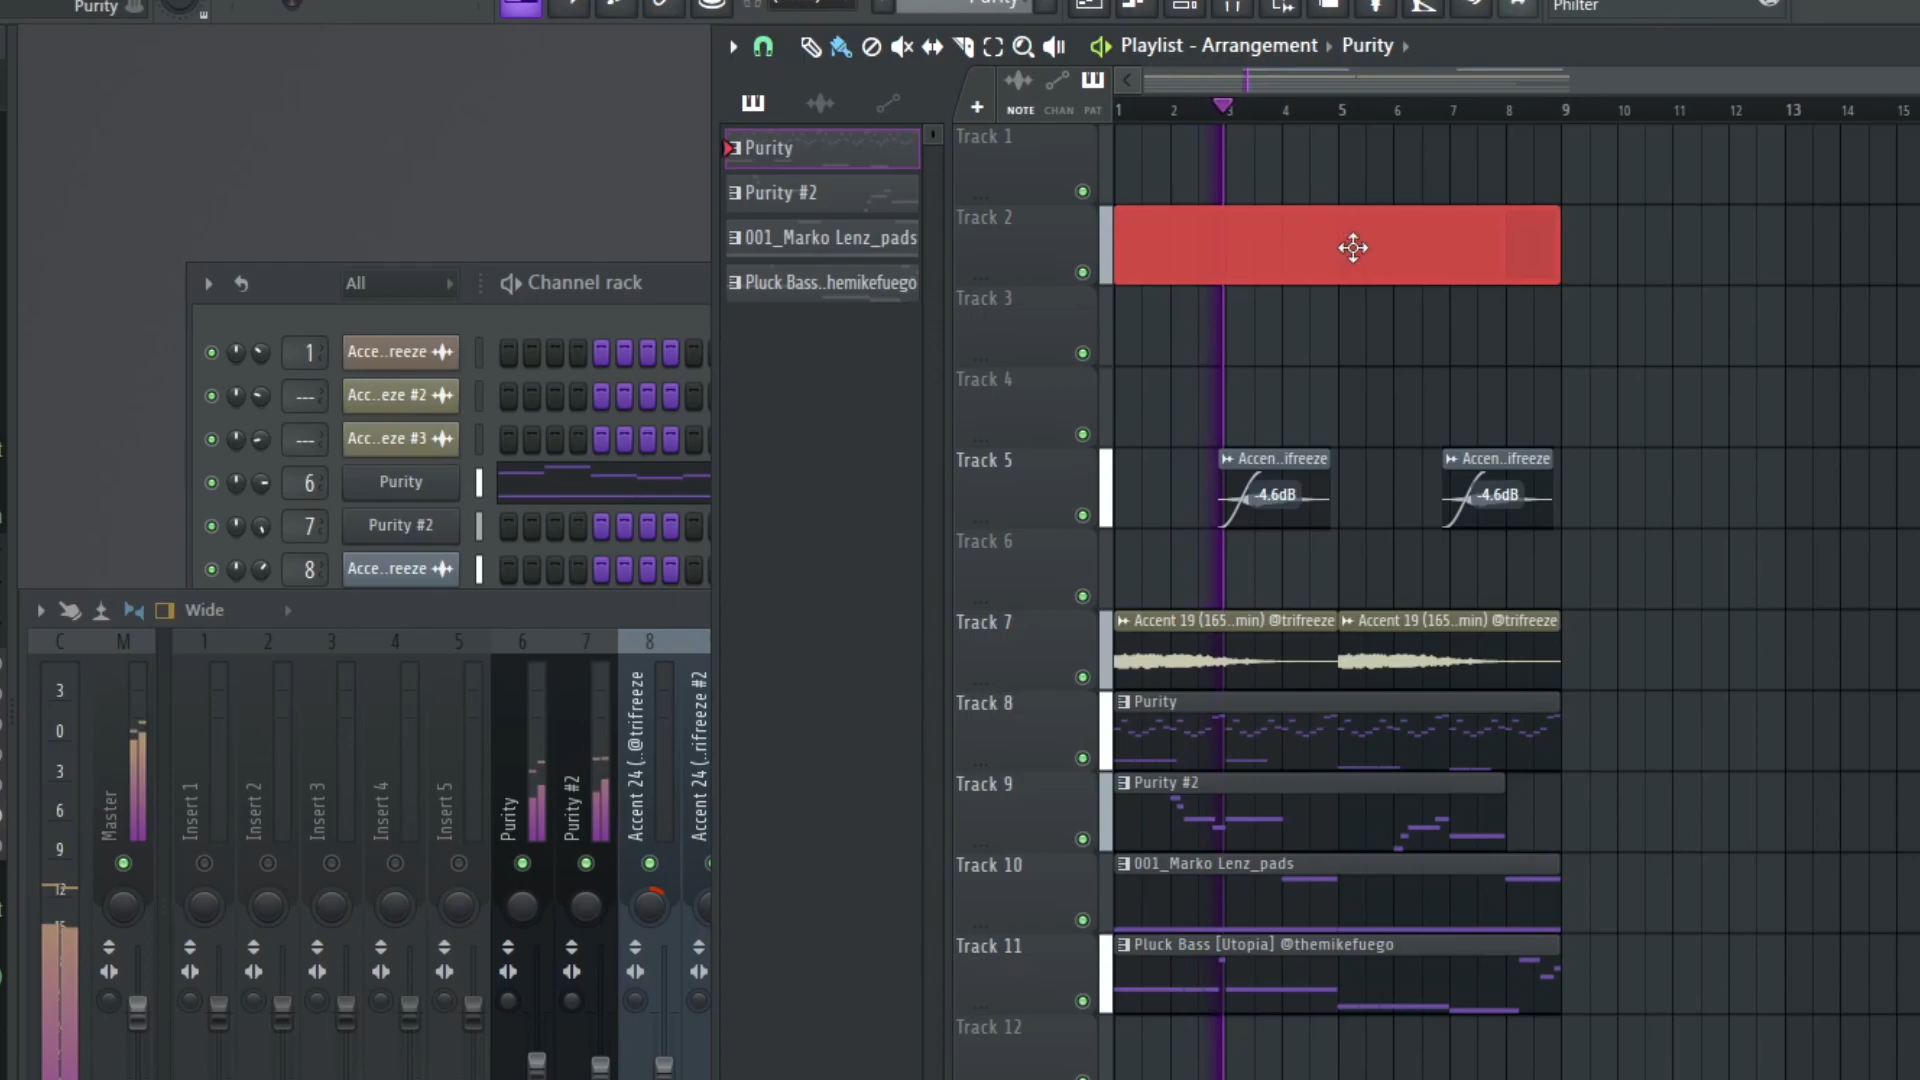 Purity
Purity
Philter
Playlist - Arrangement › Purity ›
NOTE CHAN PAT
1 2 3 4 5 6 7 8 9 10 11 12 13 14 15
Purity
Purity #2
001_Marko Lenz_pads
Pluck Bass..hemikefuego
Track 1
Track 2
Track 3
Track 4
Track 5
Accen..ifreeze
Accen..ifreeze
-4.6dB
-4.6dB
Track 6
Track 7
Accent 19 (165..min) @trifreeze
Accent 19 (165..min) @trifreeze
Track 8
Purity
Track 9
Purity #2
Track 10
001_Marko Lenz_pads
Track 11
Pluck Bass [Utopia] @themikefuego
Track 12
All
Channel rack
1 Acce..reeze
--- Acc..eze #2
--- Acc..eze #3
6 Purity
7 Purity #2
8 Acce..reeze
Wide
C M 1 2 3 4 5 6 7 8
3
0
3
6
9
12
15
Master
Insert 1
Insert 2
Insert 3
Insert 4
Insert 5
Purity
Purity #2
Accent 24 (..@trifreeze
Accent 24 (..rifreeze #2